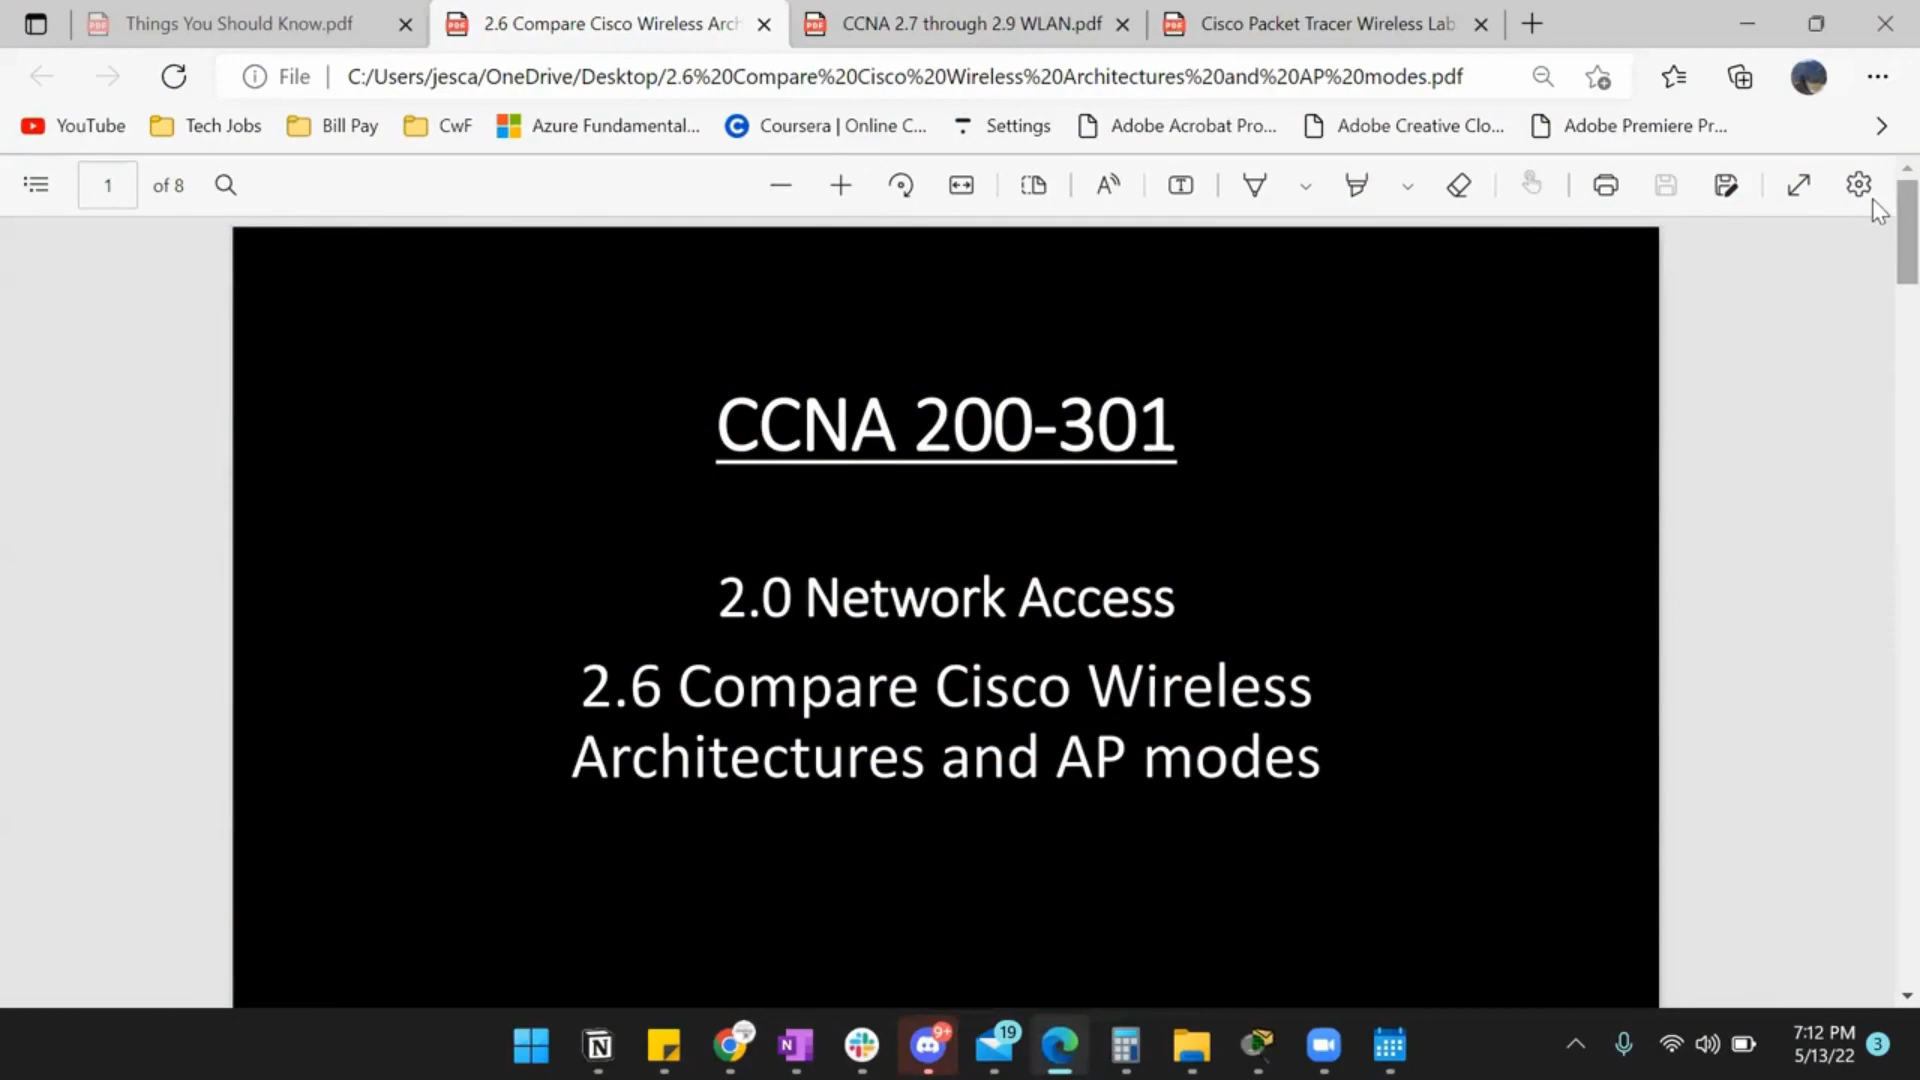 Things You Should Know.pdf
2.6 Compare Cisco Wireless Arch
CCNA 2.7 through 2.9 WLAN.pdf
Cisco Packet Tracer Wireless Lab
File
C:/Users/jesca/OneDrive/Desktop/2.6%20Compare%20Cisco%20Wireless%20Architectures%20and%20AP%20modes.pdf
YouTube
Tech Jobs
Bill Pay
CwF
Azure Fundamental...
Coursera | Online C...
Settings
Adobe Acrobat Pro...
Adobe Creative Clo...
Adobe Premiere Pr...
1 of 8
CCNA 200-301
2.0 Network Access
2.6 Compare Cisco Wireless
Architectures and AP modes
9+
19
7:12 PM
5/13/22
3